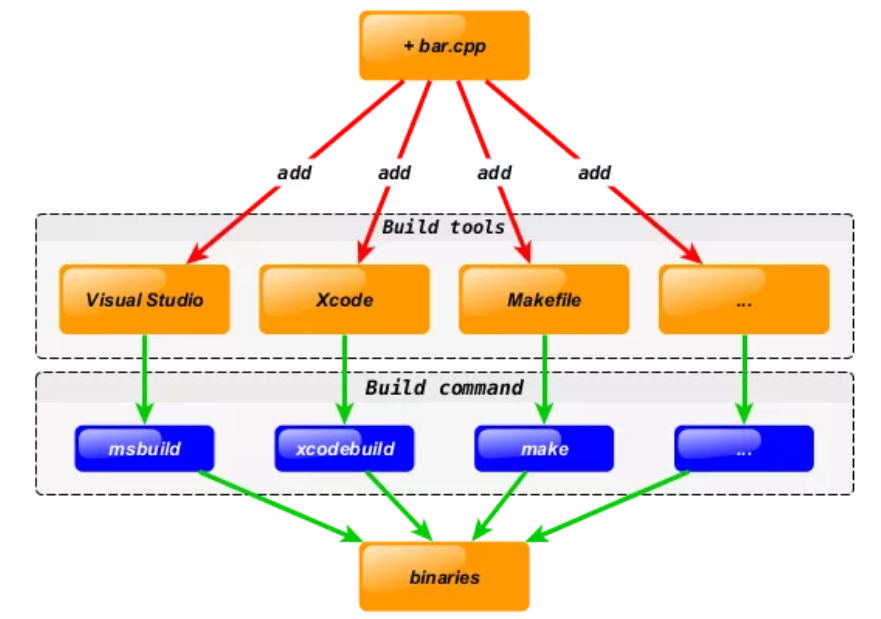 + bar.cpp
add add add add
Build tools
Visual Studio Xcode Makefile ...
Build command
msbuild xcodebuild make ...
binaries